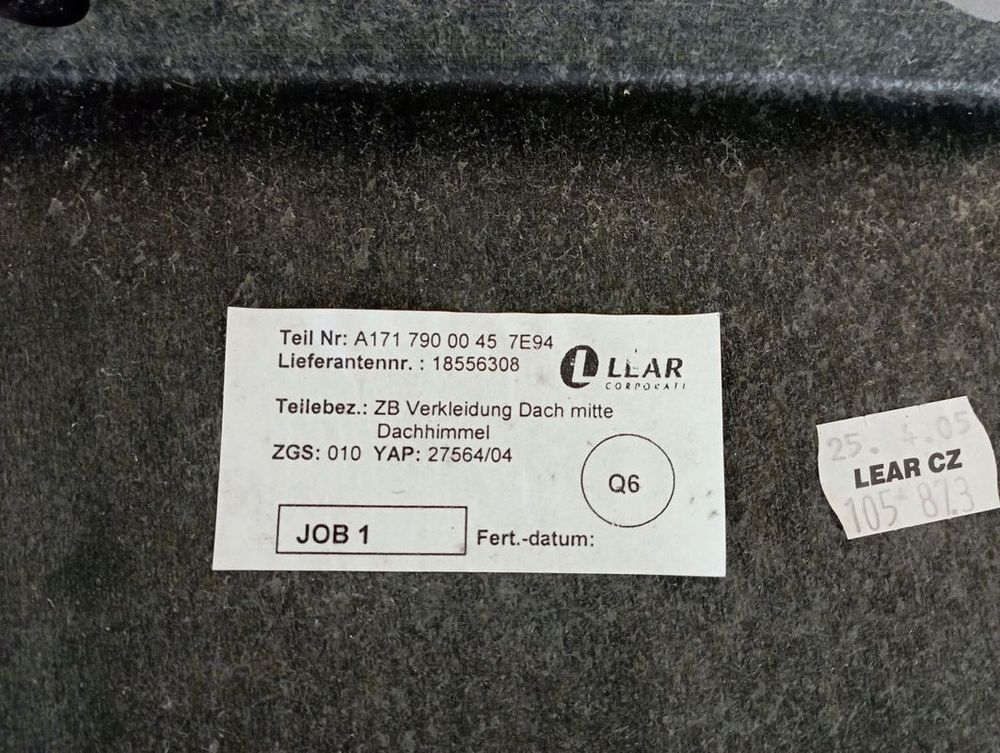 Teil Nr: A171 790 00 45 7E94
Lieferantennr. : 18556308
LEAR
CORPORATI
Teilebez.: ZB Verkleidung Dach mitte
Dachhimmel
ZGS: 010 YAP: 27564/04
Q6
JOB 1
Fert.-datum:
25. 4.05
LEAR CZ
105 873